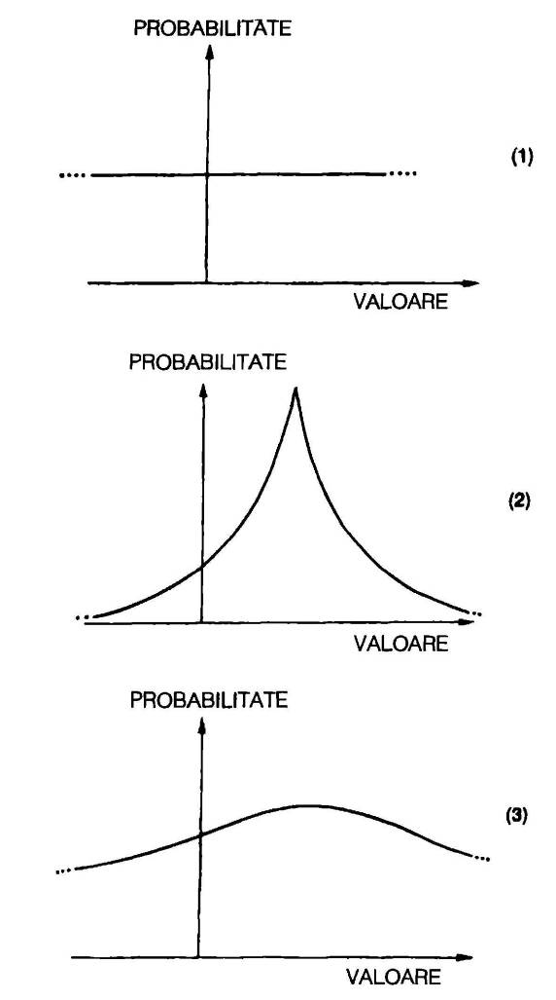 PROBABILITATE
(1)
VALOARE
PROBABILITATE
(2)
VALOARE
PROBABILITATE
(3)
VALOARE